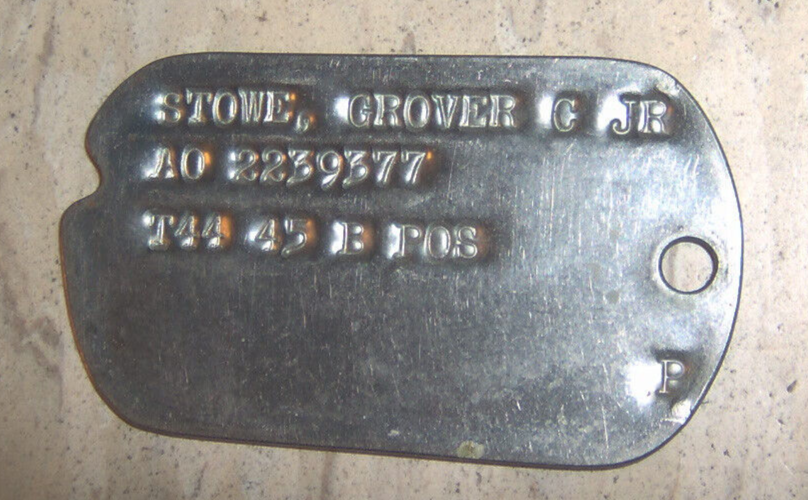 STOWE, GROVER C JR
AO 2239377
T44 45 B POS
P